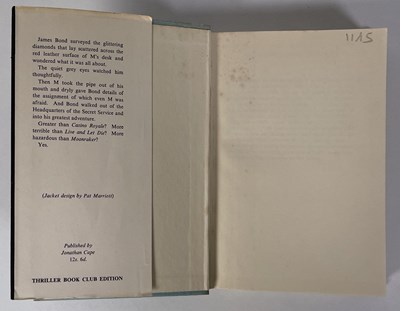 James Bond surveyed the glittering
diamonds that lay scattered across the
red leather surface of M's desk and
wondered what it was all about.
The quiet grey eyes watched him
thoughtfully.
Then M took the pipe out of his
mouth and dryly gave Bond details of
the assignment of which even M was
afraid. And Bond walked out of the
Headquarters of the Secret Service and
into his greatest adventure.
Greater than Casino Royale? More
terrible than Live and Let Die? More
hazardous than Moonraker?
Yes.
(Jacket design by Pat Marriott)
Published by
Jonathan Cape
12s. 6d.
THRILLER BOOK CLUB EDITION